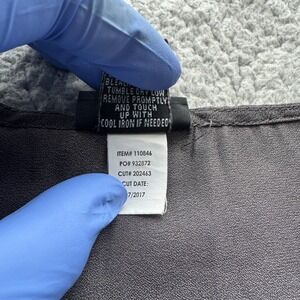 BLEACH
TUMBLE DRY LOW
REMOVE PROMPTLY
AND TOUCH
UP WITH
COOL IRON IF NEEDED
ITEM# 110846
PO# 932872
CUT# 202463
CUT DATE:
7/2017